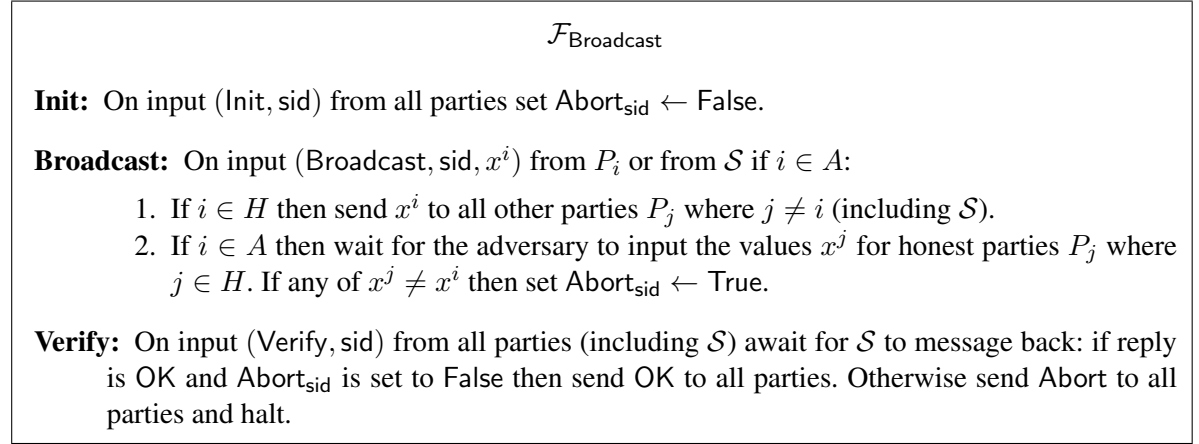 𝓕_Broadcast
Init: On input (Init, sid) from all parties set Abort_sid ← False.
Broadcast: On input (Broadcast, sid, x^i) from P_i or from 𝒮 if i ∈ A:
1. If i ∈ H then send x^i to all other parties P_j where j ≠ i (including 𝒮).
2. If i ∈ A then wait for the adversary to input the values x^j for honest parties P_j where
j ∈ H. If any of x^j ≠ x^i then set Abort_sid ← True.
Verify: On input (Verify, sid) from all parties (including 𝒮) await for 𝒮 to message back: if reply
is OK and Abort_sid is set to False then send OK to all parties. Otherwise send Abort to all
parties and halt.